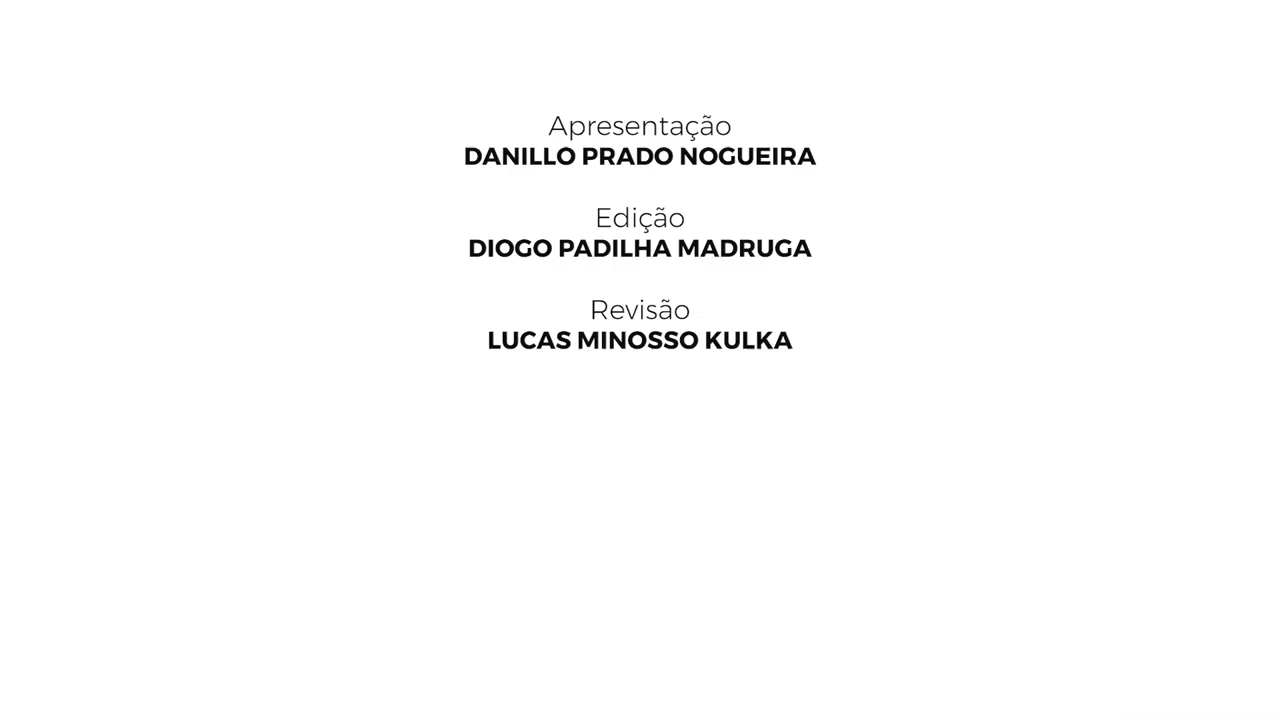 Apresentação
DANILLO PRADO NOGUEIRA
Edição
DIOGO PADILHA MADRUGA
Revisão
LUCAS MINOSSO KULKA